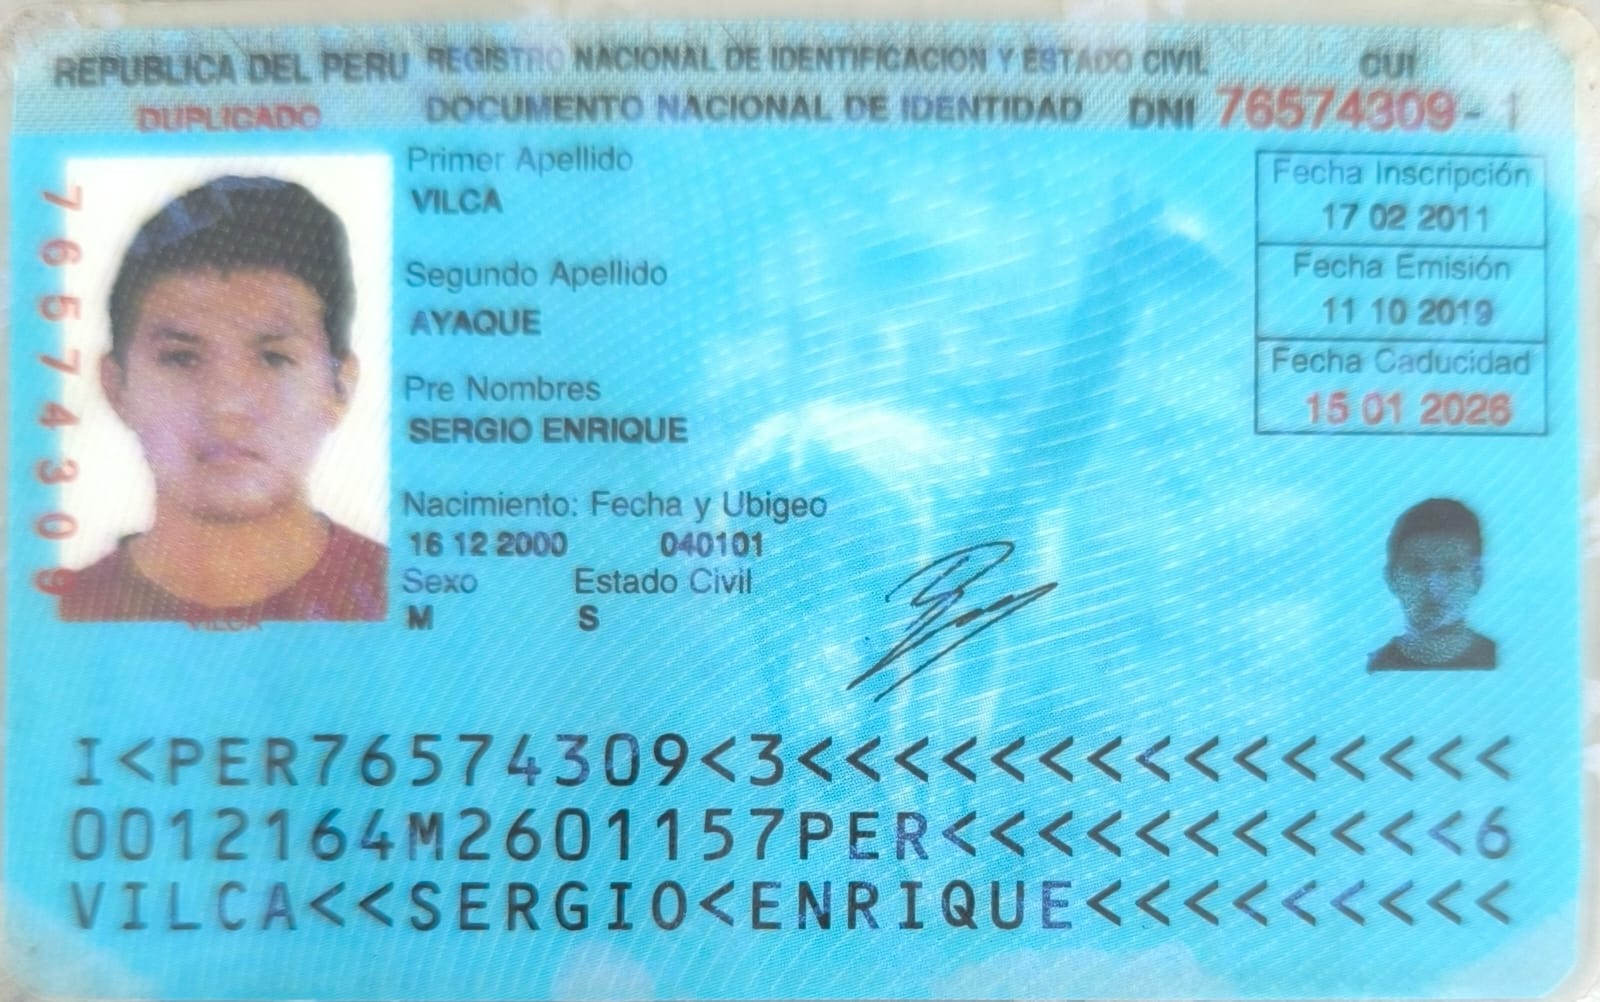 REPUBLICA DEL PERU REGISTRO NACIONAL DE IDENTIFICACION Y ESTADO CIVIL CUI
DUPLICADO DOCUMENTO NACIONAL DE IDENTIDAD DNI 76574309 - 1
76574309
Primer Apellido
VILCA
Segundo Apellido
AYAQUE
Pre Nombres
SERGIO ENRIQUE
Nacimiento: Fecha y Ubigeo
16 12 2000 040101
Sexo Estado Civil
M S
VILCA
Fecha Inscripción
17 02 2011
Fecha Emisión
11 10 2019
Fecha Caducidad
15 01 2026
I<PER76574309<3<<<<<<<<<<<<<<<
0012164M2601157PER<<<<<<<<<<<6
VILCA<<SERGIO<ENRIQUE<<<<<<<<<